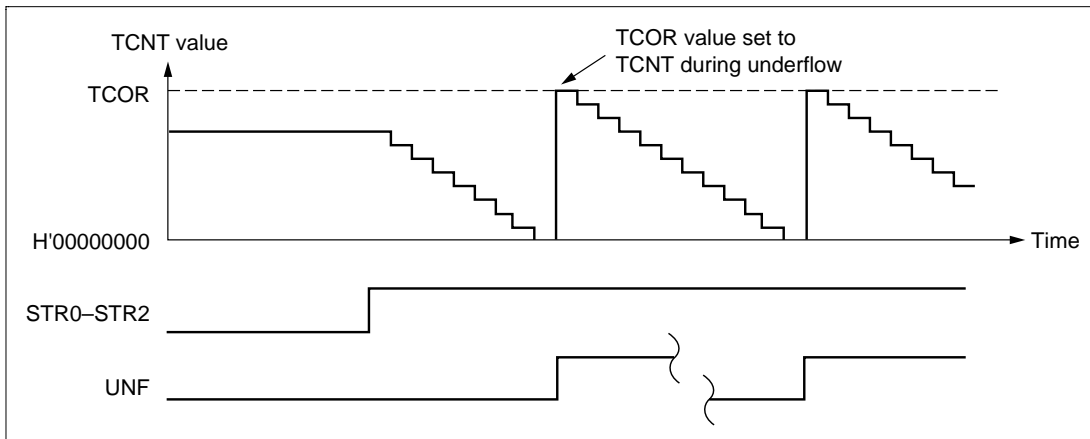 TCNT value
TCOR value set to
TCNT during underflow
TCOR
H'00000000
Time
STR0–STR2
UNF